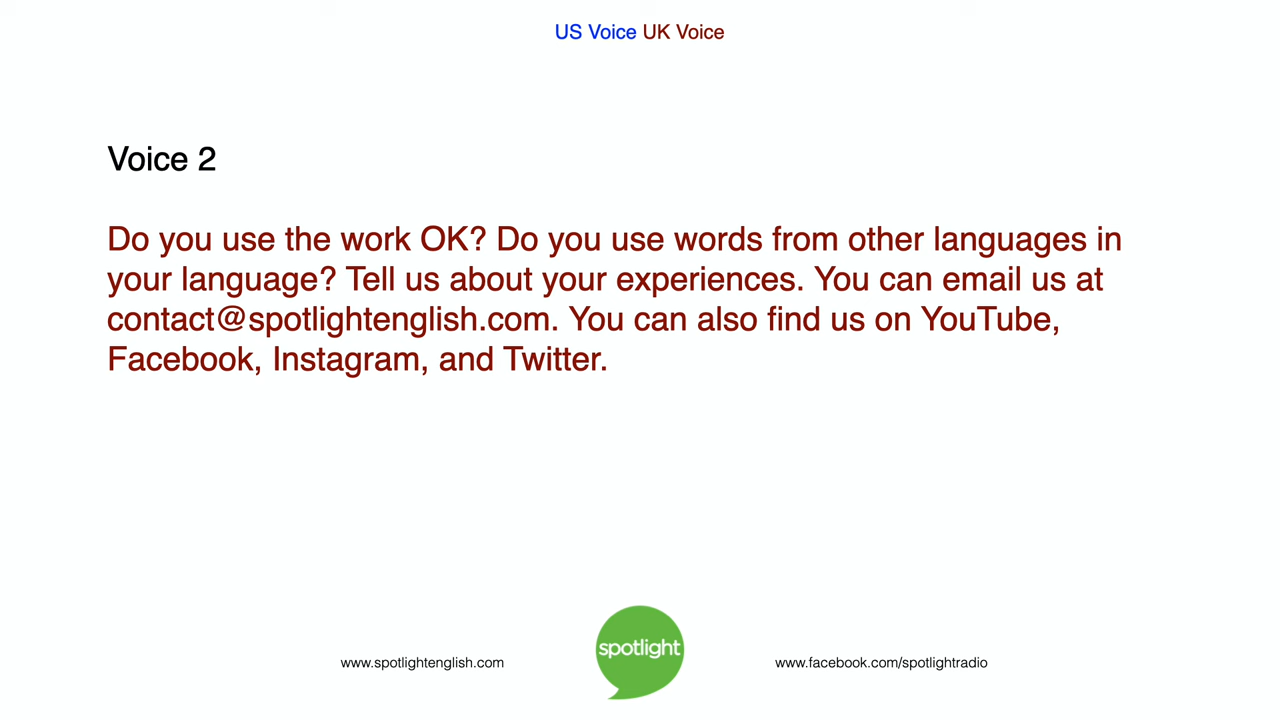 US Voice UK Voice
Voice 2
Do you use the work OK? Do you use words from other languages in
your language? Tell us about your experiences. You can email us at
contact@spotlightenglish.com. You can also find us on YouTube,
Facebook, Instagram, and Twitter.
www.spotlightenglish.com
spotlight
www.facebook.com/spotlightradio